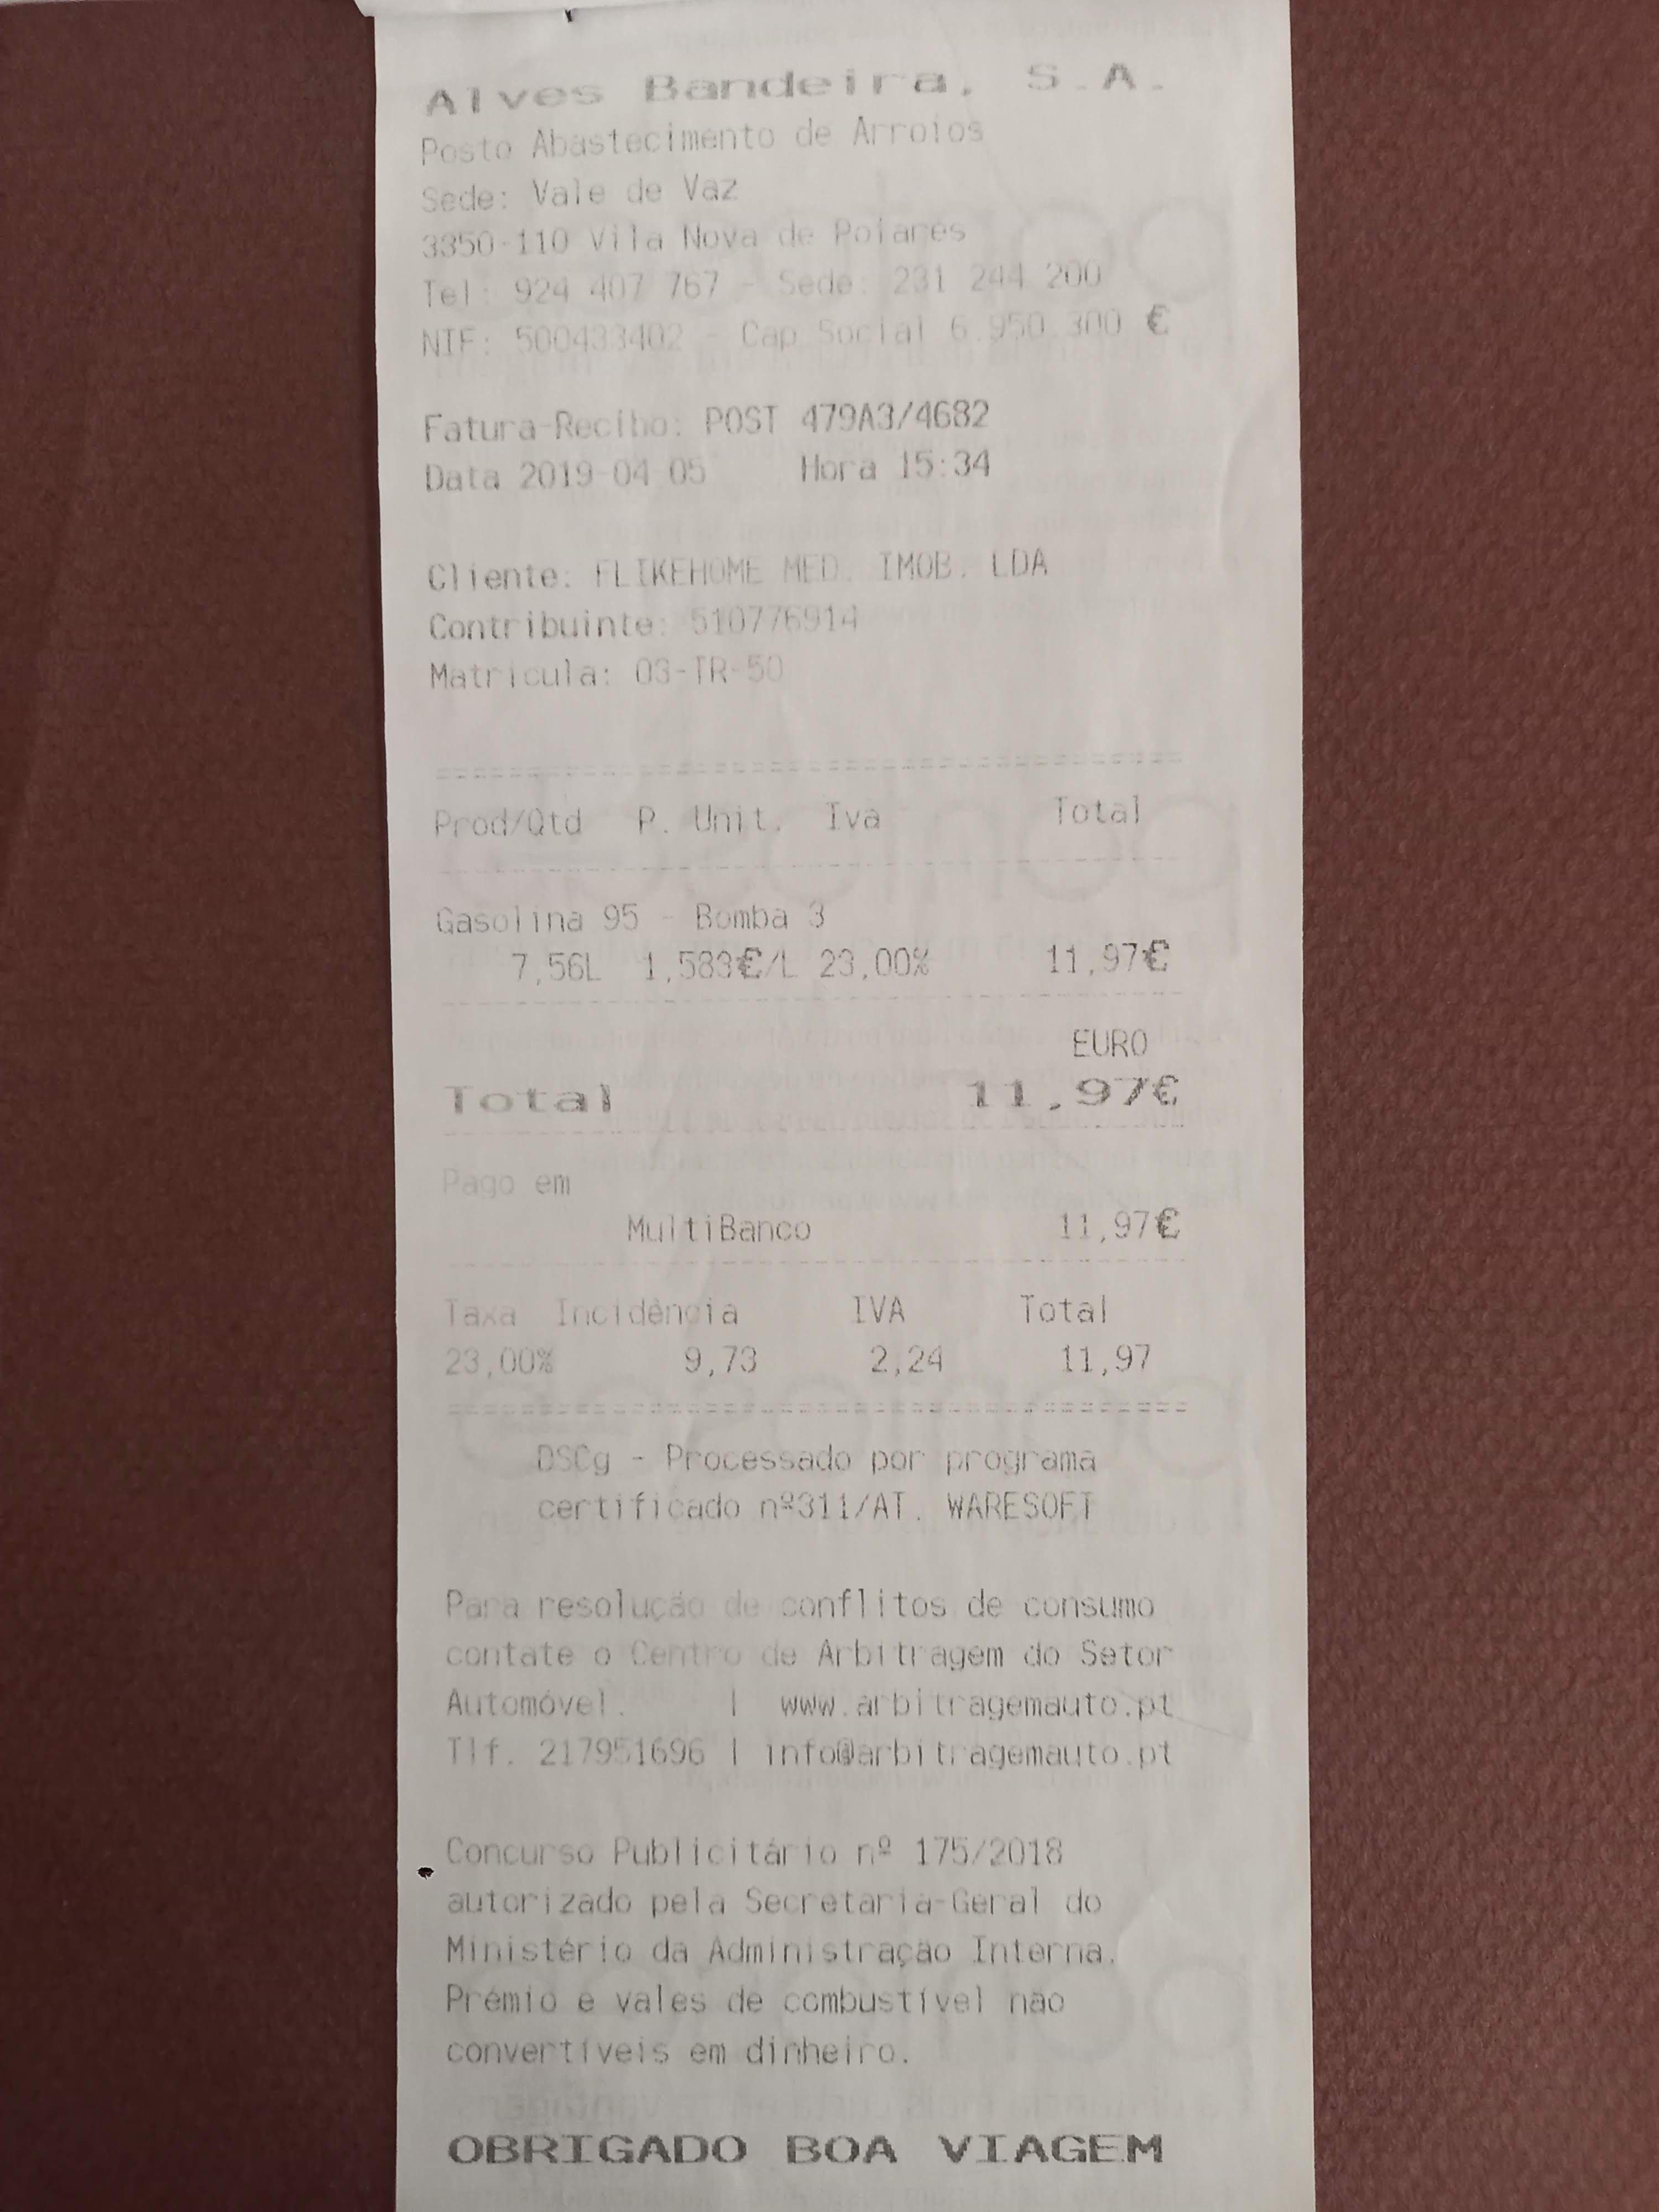 Alves Bandeira, S.A.
Posto Abastecimento de Arroios
Sede: Vale de Vaz
3350-110 Vila Nova de Poiares
Tel: 924 407 767 - Sede: 231 244 200
NIF: 500433402 - Cap Social 6.950.300 €
Fatura-Recibo: POST 479A3/4682
Data 2019-04-05 Hora 15:34
Cliente: FLIKEHOME MED. IMOB. LDA
Contribuinte: 510776914
Matricula: 03-TR-50
Prod/Qtd P. Unit. Iva Total
Gasolina 95 - Bomba 3
7,56L 1,583€/L 23,00% 11,97€
EURO
Total 11,97€
Pago em
MultiBanco 11,97€
Taxa Incidência IVA Total
23,00% 9,73 2,24 11,97
DSCg - Processado por programa
certificado nº311/AT. WARESOFT
Para resolução de conflitos de consumo
contate o Centro de Arbitragem do Setor
Automóvel. | www.arbitragemauto.pt
Tlf. 217951696 | info@arbitragemauto.pt
Concurso Publicitário nº 175/2018
autorizado pela Secretaria-Geral do
Ministério da Administração Interna.
Prémio e vales de combustível não
convertíveis em dinheiro.
OBRIGADO BOA VIAGEM